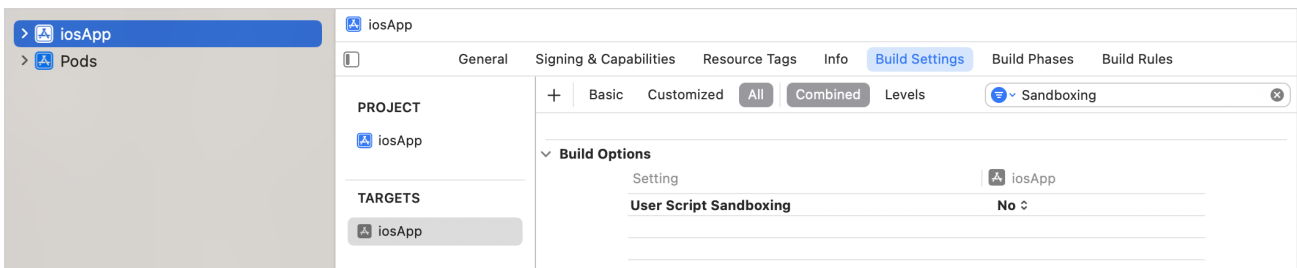 iosApp
Pods
iosApp
General Signing & Capabilities Resource Tags Info Build Settings Build Phases Build Rules
PROJECT
iosApp
TARGETS
iosApp
+ Basic Customized All Combined Levels Sandboxing
Build Options
Setting iosApp
User Script Sandboxing No